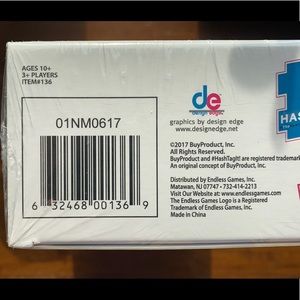 AGES 10+
3+ PLAYERS
ITEM#136
01NM0617
6 32468 00136 9
de
design edge
graphics by design edge
www.designedge.net
©2017 BuyProduct, Inc.
All Rights Reserved.
BuyProduct and #HashTagIt! are registered trademar
An original concept of BuyProduct, Inc.
Distributed by Endless Games, Inc.
Matawan, NJ 07747 • 732-414-2213
Visit Our Website at: www.endlessgames.com
The Endless Games Logo is a Registered
Trademark of Endless Games, Inc.
Made in China
HAS